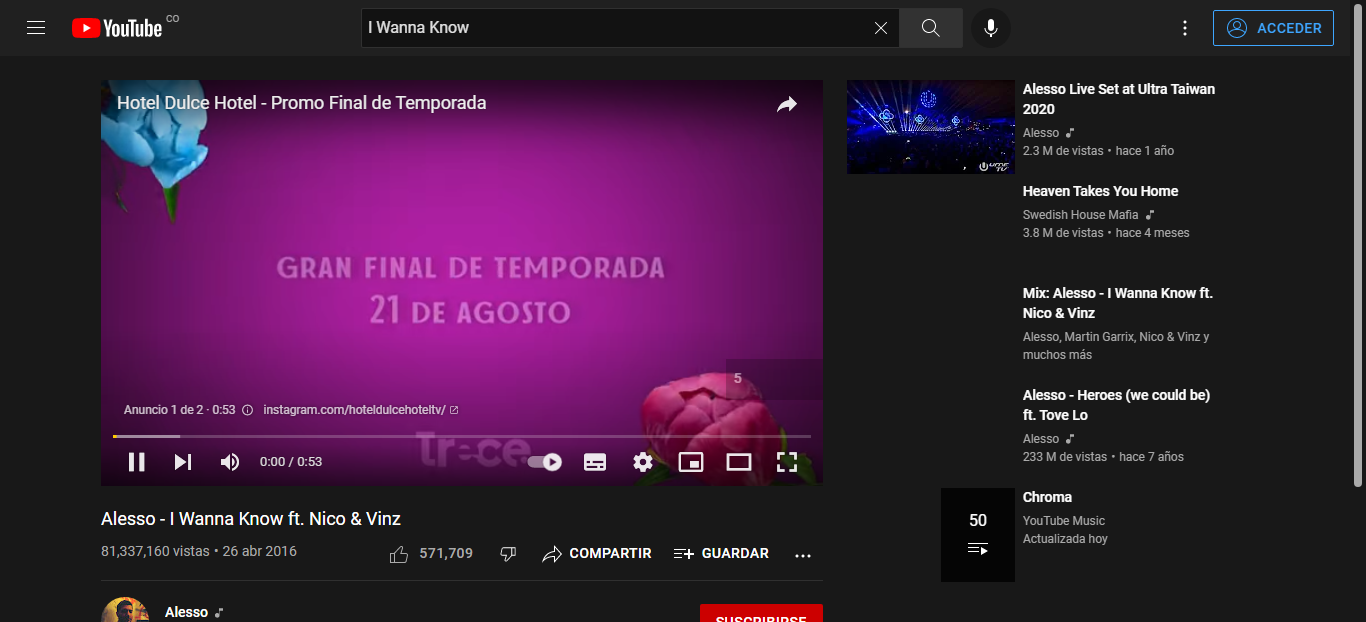 YouTube CO
I Wanna Know
ACCEDER
Hotel Dulce Hotel - Promo Final de Temporada
GRAN FINAL DE TEMPORADA
21 DE AGOSTO
5
Anuncio 1 de 2 · 0:53 instagram.com/hoteldulcehoteltv/
Trece
0:00 / 0:53
Alesso - I Wanna Know ft. Nico & Vinz
81,337,160 vistas • 26 abr 2016
571,709
COMPARTIR
GUARDAR
Alesso
SUSCRIBIRSE
Alesso Live Set at Ultra Taiwan
2020
Alesso
2.3 M de vistas • hace 1 año
UMF
TV
Heaven Takes You Home
Swedish House Mafia
3.8 M de vistas • hace 4 meses
Mix: Alesso - I Wanna Know ft.
Nico & Vinz
Alesso, Martin Garrix, Nico & Vinz y
muchos más
Alesso - Heroes (we could be)
ft. Tove Lo
Alesso
233 M de vistas • hace 7 años
50
Chroma
YouTube Music
Actualizada hoy